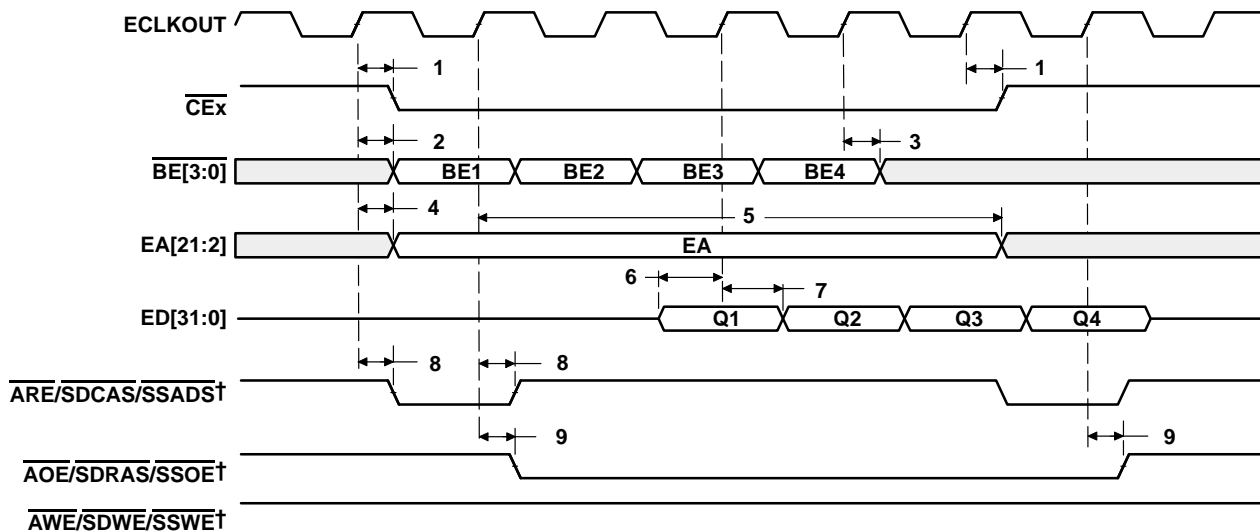 ECLKOUT
1
1
CEx
2
3
BE[3:0]
BE1 BE2 BE3 BE4
4
5
EA[21:2]
EA
6
7
ED[31:0]
Q1 Q2 Q3 Q4
8
8
ARE/SDCAS/SSADS†
9
9
AOE/SDRAS/SSOE†
AWE/SDWE/SSWE†